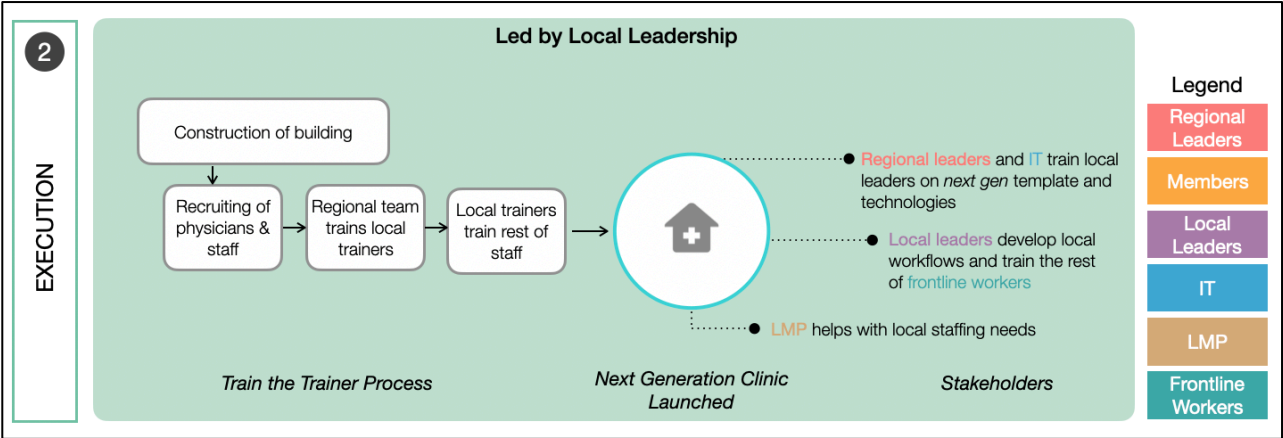 2
EXECUTION
Led by Local Leadership
Construction of building
Recruiting of
physicians &
staff
Regional team
trains local
trainers
Local trainers
train rest of
staff
Regional leaders and IT train local
leaders on next gen template and
technologies
Local leaders develop local
workflows and train the rest
of frontline workers
LMP helps with local staffing needs
Train the Trainer Process
Next Generation Clinic
Launched
Stakeholders
Legend
Regional
Leaders
Members
Local
Leaders
IT
LMP
Frontline
Workers